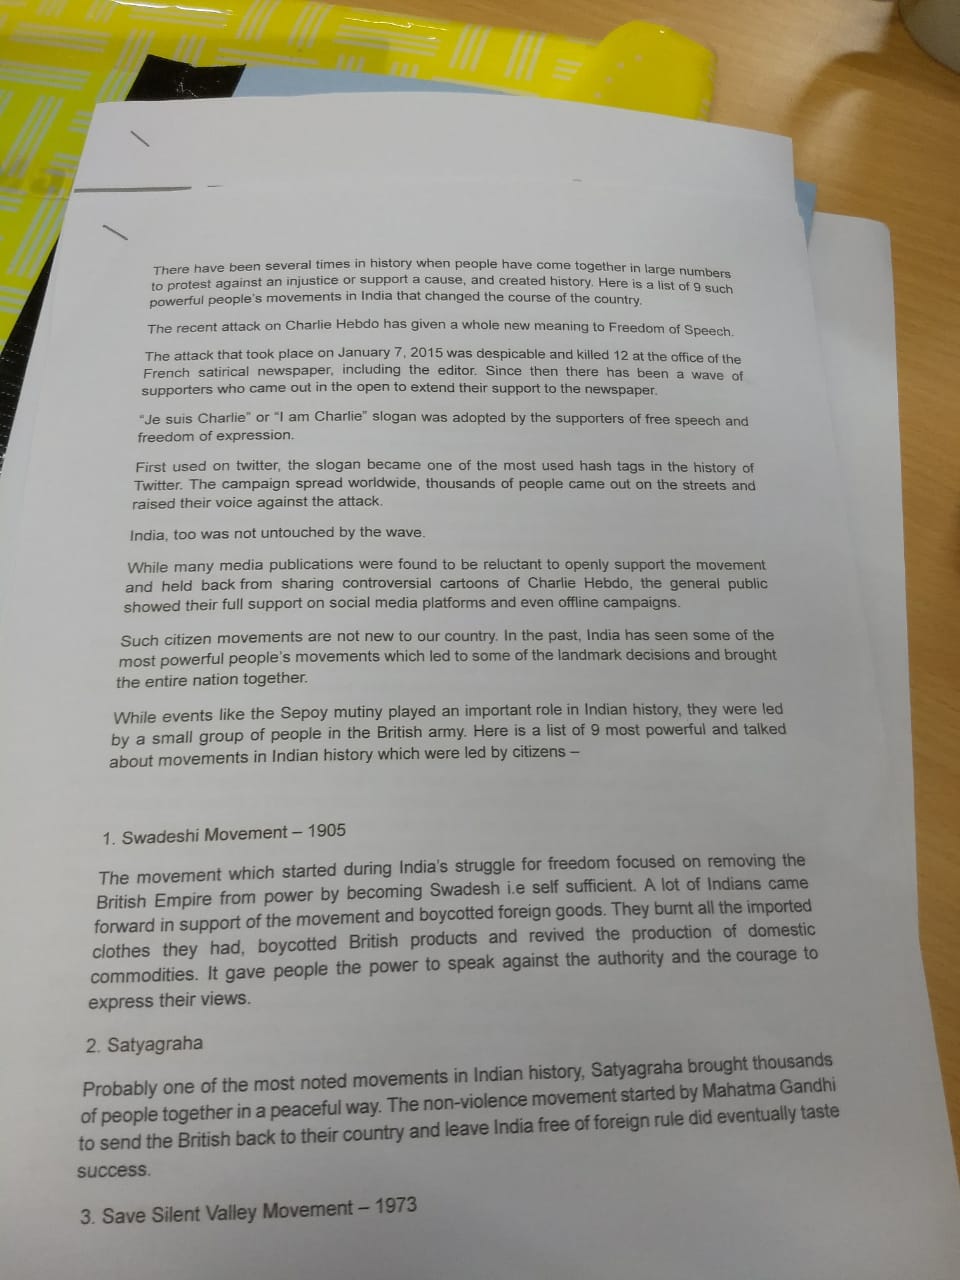 There have been several times in history when people have come together in large numbers
to protest against an injustice or support a cause, and created history. Here is a list of 9 such
powerful people's movements in India that changed the course of the country.
The recent attack on Charlie Hebdo has given a whole new meaning to Freedom of Speech.
The attack that took place on January 7, 2015 was despicable and killed 12 at the office of the
French satirical newspaper, including the editor. Since then there has been a wave of
supporters who came out in the open to extend their support to the newspaper.
“Je suis Charlie” or “I am Charlie” slogan was adopted by the supporters of free speech and
freedom of expression.
First used on twitter, the slogan became one of the most used hash tags in the history of
Twitter. The campaign spread worldwide, thousands of people came out on the streets and
raised their voice against the attack.
India, too was not untouched by the wave.
While many media publications were found to be reluctant to openly support the movement
and held back from sharing controversial cartoons of Charlie Hebdo, the general public
showed their full support on social media platforms and even offline campaigns.
Such citizen movements are not new to our country. In the past, India has seen some of the
most powerful people's movements which led to some of the landmark decisions and brought
the entire nation together.
While events like the Sepoy mutiny played an important role in Indian history, they were led
by a small group of people in the British army. Here is a list of 9 most powerful and talked
about movements in Indian history which were led by citizens –
1. Swadeshi Movement – 1905
The movement which started during India's struggle for freedom focused on removing the
British Empire from power by becoming Swadesh i.e self sufficient. A lot of Indians came
forward in support of the movement and boycotted foreign goods. They burnt all the imported
clothes they had, boycotted British products and revived the production of domestic
commodities. It gave people the power to speak against the authority and the courage to
express their views.
2. Satyagraha
Probably one of the most noted movements in Indian history, Satyagraha brought thousands
of people together in a peaceful way. The non-violence movement started by Mahatma Gandhi
to send the British back to their country and leave India free of foreign rule did eventually taste
success.
3. Save Silent Valley Movement – 1973